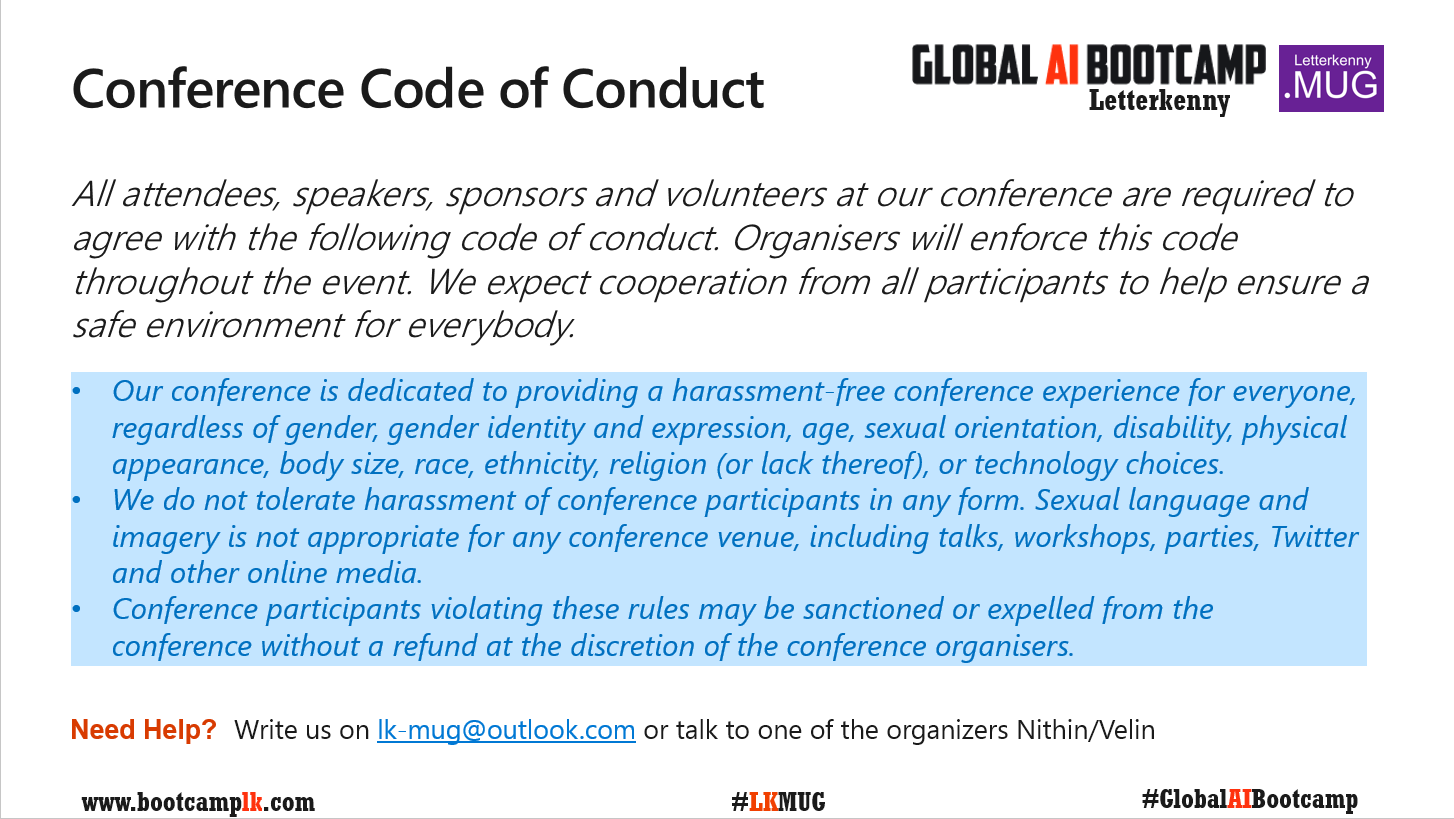 Conference Code of Conduct
GLOBAL AI BOOTCAMP
Letterkenny
Letterkenny
.MUG
All attendees, speakers, sponsors and volunteers at our conference are required to
agree with the following code of conduct. Organisers will enforce this code
throughout the event. We expect cooperation from all participants to help ensure a
safe environment for everybody.
• Our conference is dedicated to providing a harassment-free conference experience for everyone,
regardless of gender, gender identity and expression, age, sexual orientation, disability, physical
appearance, body size, race, ethnicity, religion (or lack thereof), or technology choices.
• We do not tolerate harassment of conference participants in any form. Sexual language and
imagery is not appropriate for any conference venue, including talks, workshops, parties, Twitter
and other online media.
• Conference participants violating these rules may be sanctioned or expelled from the
conference without a refund at the discretion of the conference organisers.
Need Help? Write us on lk-mug@outlook.com or talk to one of the organizers Nithin/Velin
www.bootcamplk.com
#LKMUG
#GlobalAIBootcamp